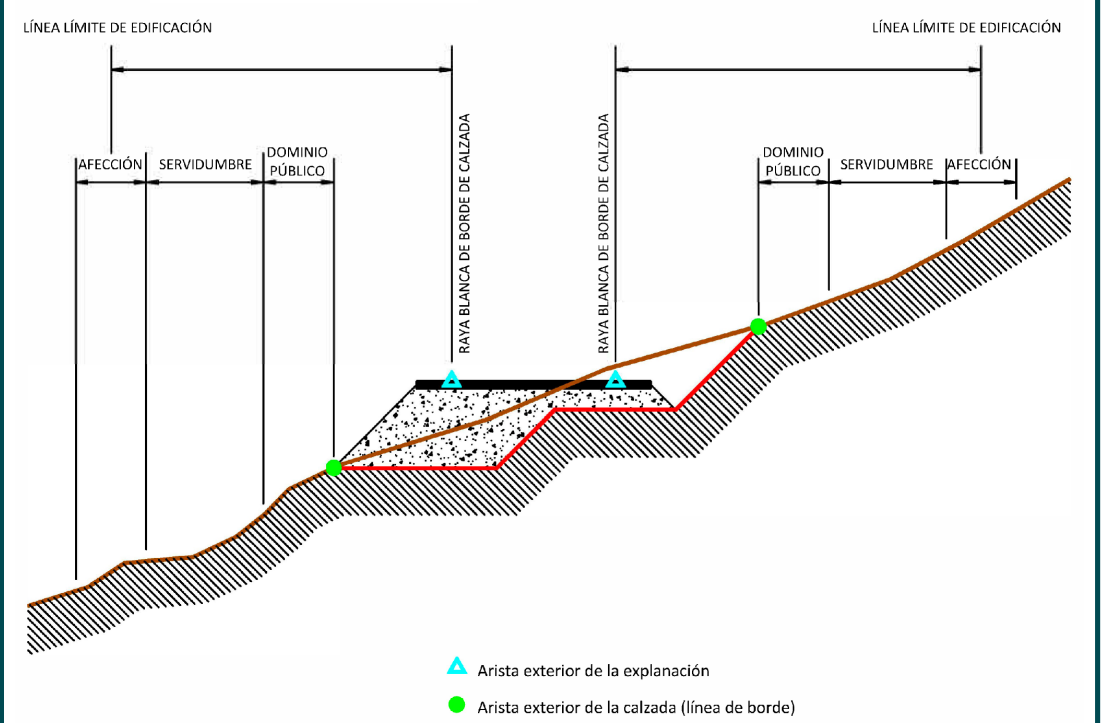 LÍNEA LÍMITE DE EDIFICACIÓN
LÍNEA LÍMITE DE EDIFICACIÓN
AFECCIÓN
SERVIDUMBRE
DOMINIO
PÚBLICO
RAYA BLANCA DE BORDE DE CALZADA
RAYA BLANCA DE BORDE DE CALZADA
DOMINIO
PÚBLICO
SERVIDUMBRE
AFECCIÓN
Arista exterior de la explanación
Arista exterior de la calzada (línea de borde)